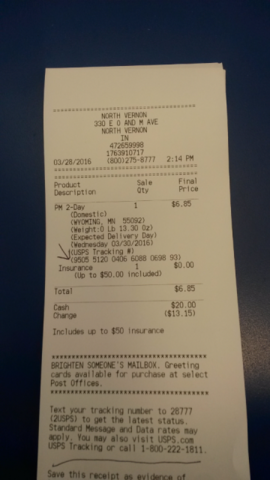 ****************************************
NORTH VERNON
330 E O AND M AVE
NORTH VERNON
IN
472659998
1763910717
03/28/2016 (800)275-8777 2:14 PM
****************************************
****************************************
Product Sale Final
Description Qty Price
PM 2-Day 1 $6.85
(Domestic)
(WYOMING, MN 55092)
(Weight:0 Lb 13.30 Oz)
(Expected Delivery Day)
(Wednesday 03/30/2016)
(USPS Tracking #)
(9505 5120 0406 6088 0698 93)
Insurance 1 $0.00
(Up to $50.00 included)
Total $6.85
Cash $20.00
Change ($13.15)
Includes up to $50 insurance
****************************************
BRIGHTEN SOMEONE'S MAILBOX. Greeting
cards available for purchase at select
Post Offices.
****************************************
Text your tracking number to 28777
(2USPS) to get the latest status.
Standard Message and Data rates may
apply. You may also visit USPS.com
USPS Tracking or call 1-800-222-1811.
Save this receipt as evidence of